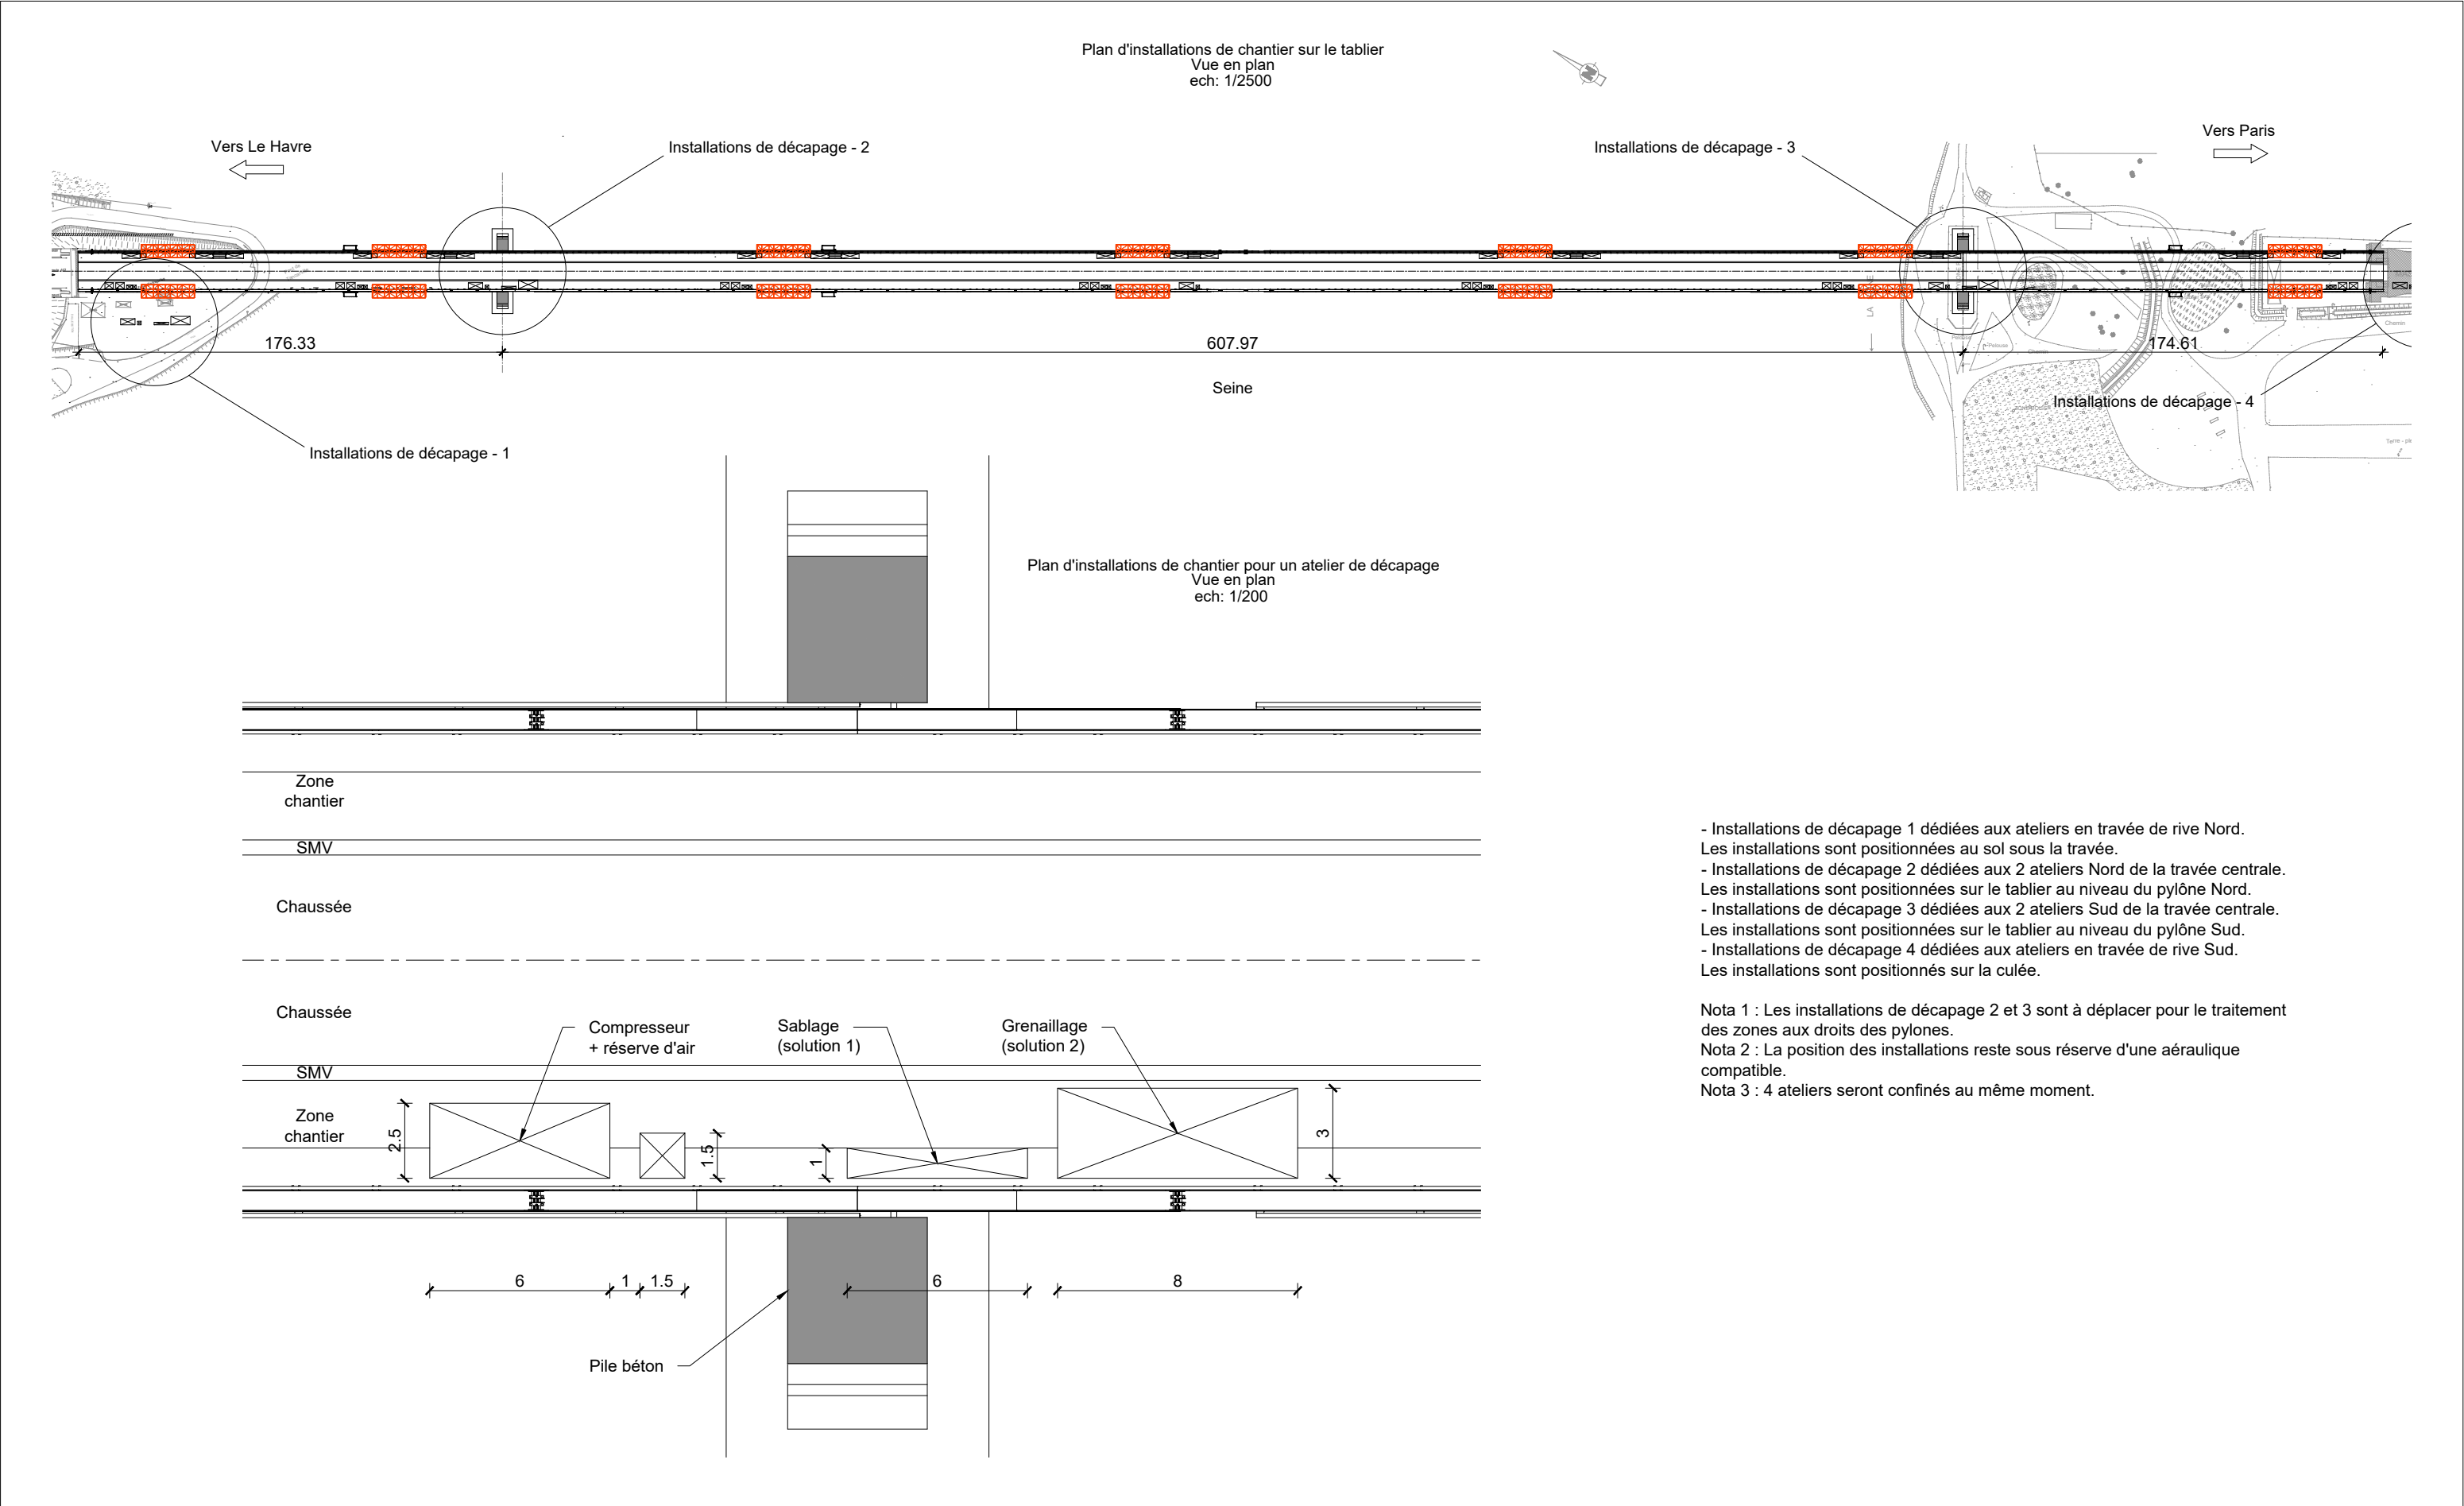 Plan d'installations de chantier sur le tablier
Vue en plan
ech: 1/2500
N
Vers Le Havre
Installations de décapage - 2
Installations de décapage - 3
Vers Paris
176.33
607.97
174.61
Seine
Installations de décapage - 1
Installations de décapage - 4
Chemin
Chemin
Pelouse
Plan d'installations de chantier pour un atelier de décapage
Vue en plan
ech: 1/200
Zone
chantier
SMV
Chaussée
Chaussée
SMV
Zone
chantier
Compresseur
+ réserve d'air
Sablage
(solution 1)
Grenaillage
(solution 2)
2.5
1.5
1
3
6
1
1.5
6
8
Pile béton
- Installations de décapage 1 dédiées aux ateliers en travée de rive Nord.
Les installations sont positionnées au sol sous la travée.
- Installations de décapage 2 dédiées aux 2 ateliers Nord de la travée centrale.
Les installations sont positionnées sur le tablier au niveau du pylône Nord.
- Installations de décapage 3 dédiées aux 2 ateliers Sud de la travée centrale.
Les installations sont positionnées sur le tablier au niveau du pylône Sud.
- Installations de décapage 4 dédiées aux ateliers en travée de rive Sud.
Les installations sont positionnés sur la culée.
Nota 1 : Les installations de décapage 2 et 3 sont à déplacer pour le traitement
des zones aux droits des pylones.
Nota 2 : La position des installations reste sous réserve d'une aéraulique
compatible.
Nota 3 : 4 ateliers seront confinés au même moment.